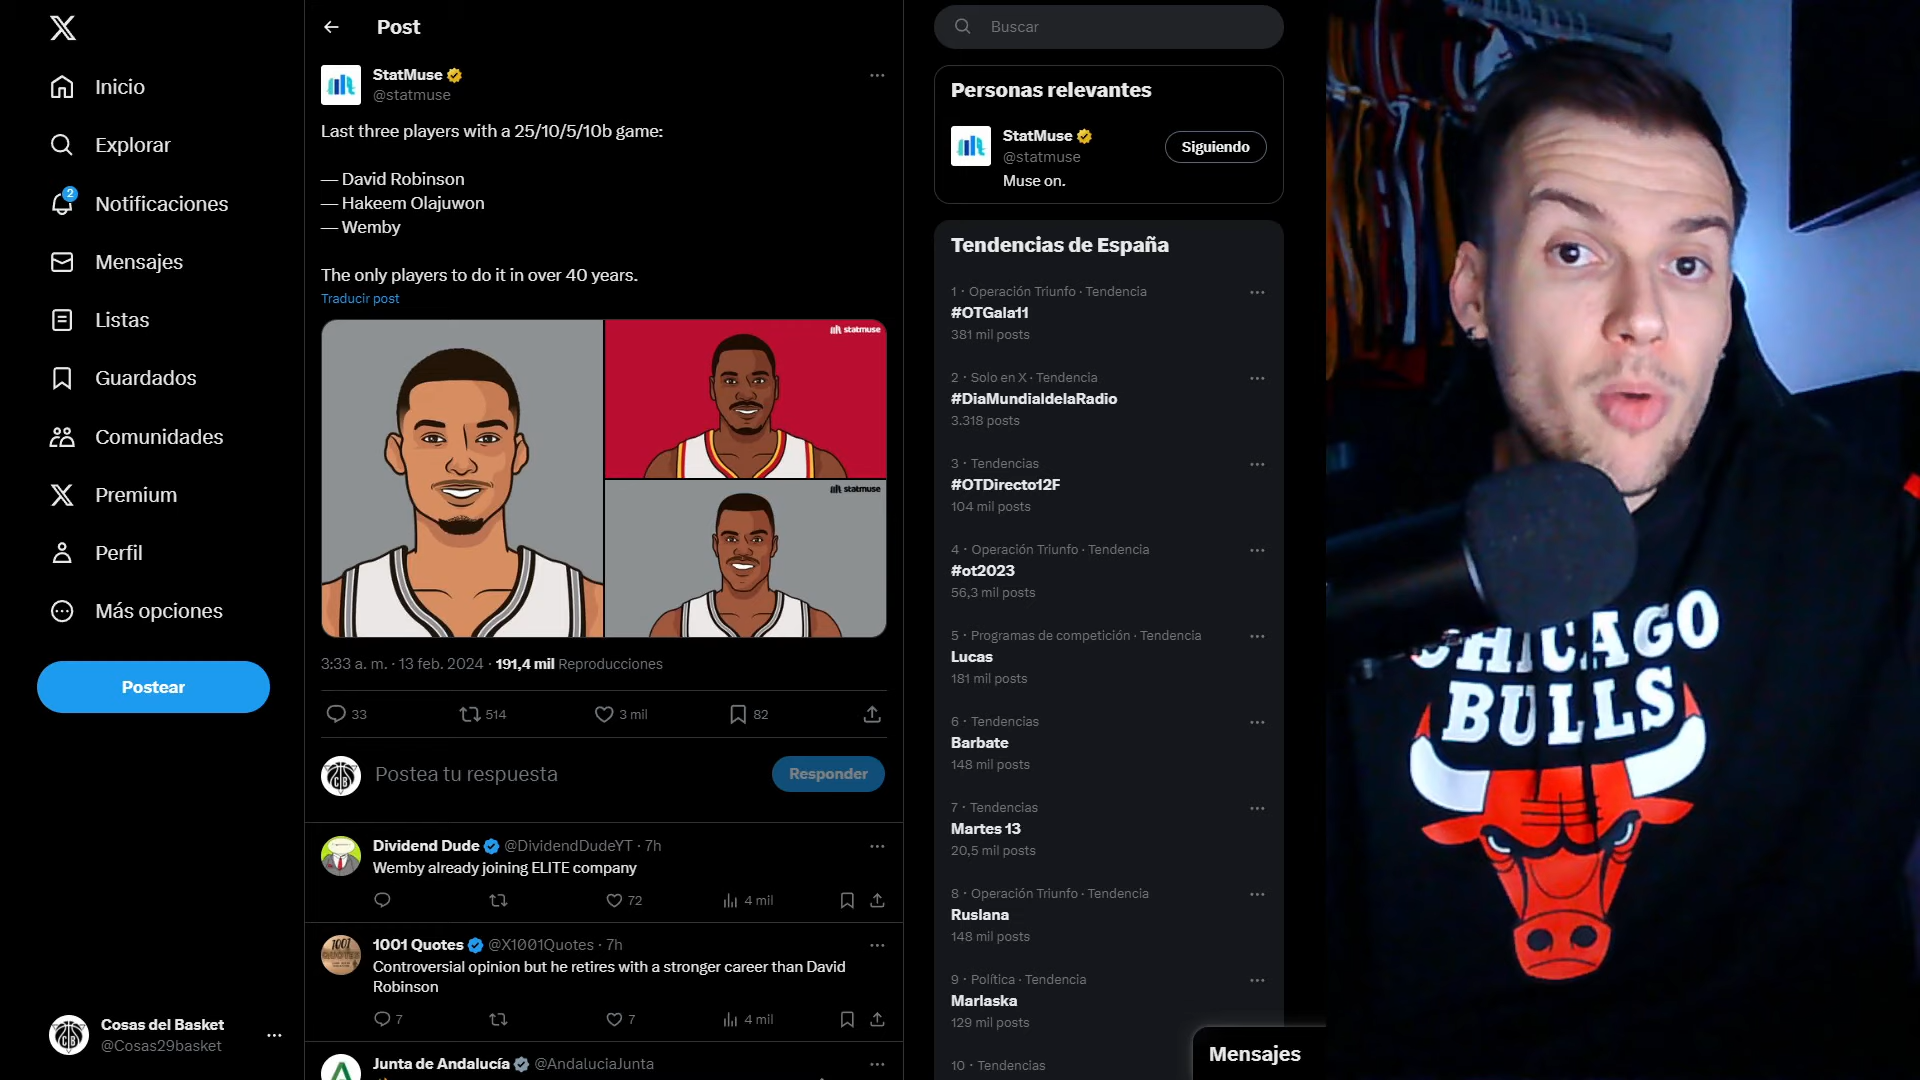 Inicio
Explorar
2
Notificaciones
Mensajes
Listas
Guardados
Comunidades
Premium
Perfil
Más opciones
Postear
Cosas del Basket
@Cosas29basket
Post
StatMuse
@statmuse
Last three players with a 25/10/5/10b game:
— David Robinson
— Hakeem Olajuwon
— Wemby
The only players to do it in over 40 years.
Traducir post
statmuse
statmuse
3:33 a. m. · 13 feb. 2024 · 191,4 mil Reproducciones
33
514
3 mil
82
Postea tu respuesta
Responder
Dividend Dude @DividendDudeYT · 7h
Wemby already joining ELITE company
72
4 mil
1001 Quotes @X1001Quotes · 7h
Controversial opinion but he retires with a stronger career than David
Robinson
7
7
4 mil
Junta de Andalucía @AndaluciaJunta
Buscar
Personas relevantes
StatMuse
@statmuse
Siguiendo
Muse on.
Tendencias de España
1 · Operación Triunfo · Tendencia
#OTGala11
381 mil posts
2 · Solo en X · Tendencia
#DiaMundialdelaRadio
3.318 posts
3 · Tendencias
#OTDirecto12F
104 mil posts
4 · Operación Triunfo · Tendencia
#ot2023
56,3 mil posts
5 · Programas de competición · Tendencia
Lucas
181 mil posts
6 · Tendencias
Barbate
148 mil posts
7 · Tendencias
Martes 13
20,5 mil posts
8 · Operación Triunfo · Tendencia
Ruslana
148 mil posts
9 · Política · Tendencia
Marlaska
129 mil posts
10 · Tendencias
Mensajes
CHICAGO
BULLS